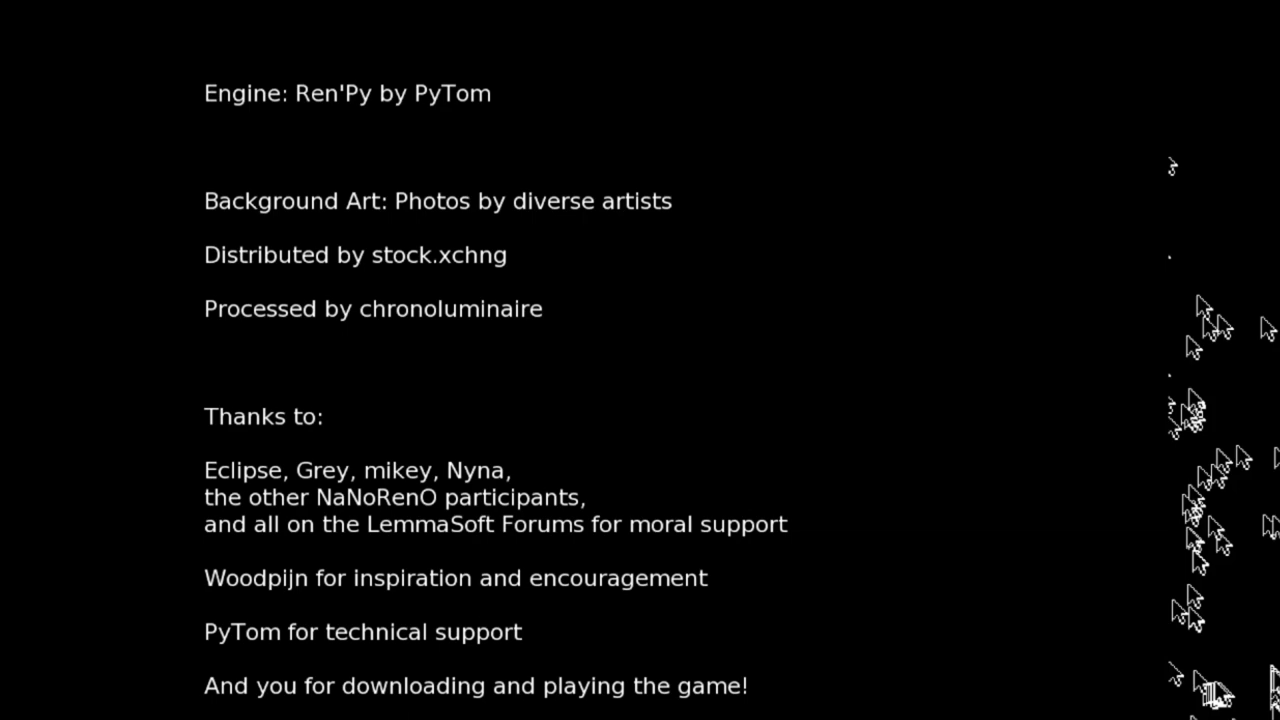 Engine: Ren'Py by PyTom
Background Art: Photos by diverse artists
Distributed by stock.xchng
Processed by chronoluminaire
Thanks to:
Eclipse, Grey, mikey, Nyna,
the other NaNoRenO participants,
and all on the LemmaSoft Forums for moral support
Woodpijn for inspiration and encouragement
PyTom for technical support
And you for downloading and playing the game!